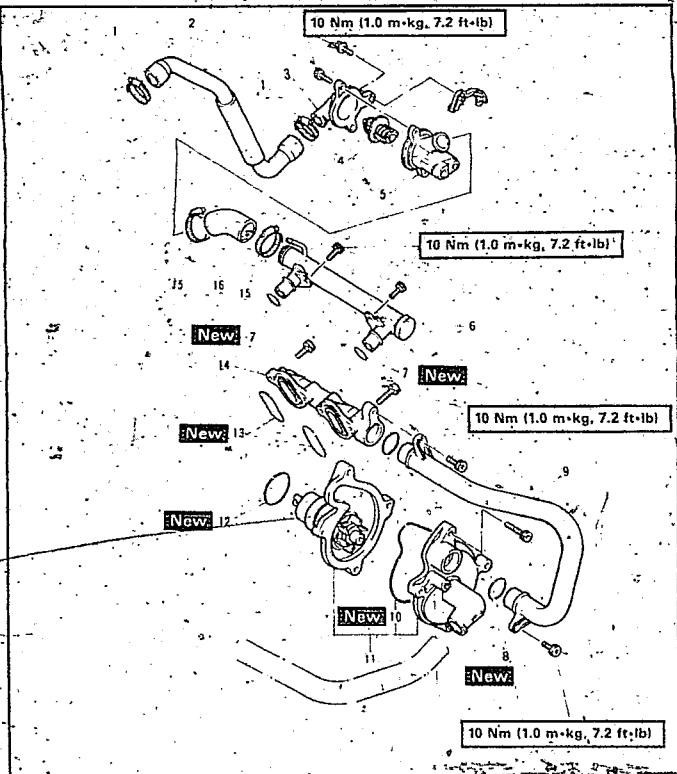 10 Nm (1.0 m•kg, 7.2 ft•lb)
1
2
3
1
4
5
10 Nm (1.0 m•kg, 7.2 ft•lb)
15 16 15
6
New 7
7 New
14
10 Nm (1.0 m•kg, 7.2 ft•lb)
New 13
9
New 12
New 10
11
8
New
10 Nm (1.0 m•kg, 7.2 ft•lb)